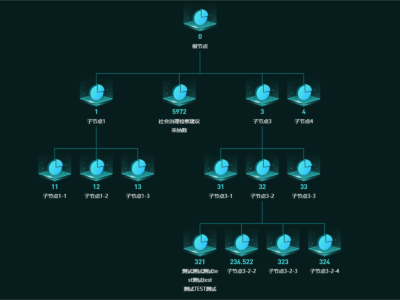 0
根节点
1
5972
3
4
子节点1
社会治理检察建议
采纳数
子节点3
子节点4
11
12
13
31
32
33
子节点1-1
子节点1-2
子节点1-3
子节点3-1
子节点3-2
子节点3-3
321
236.522
323
324
测试测试测试te
st测试test
测试TEST测试
子节点3-2-2
子节点3-2-3
子节点3-2-4